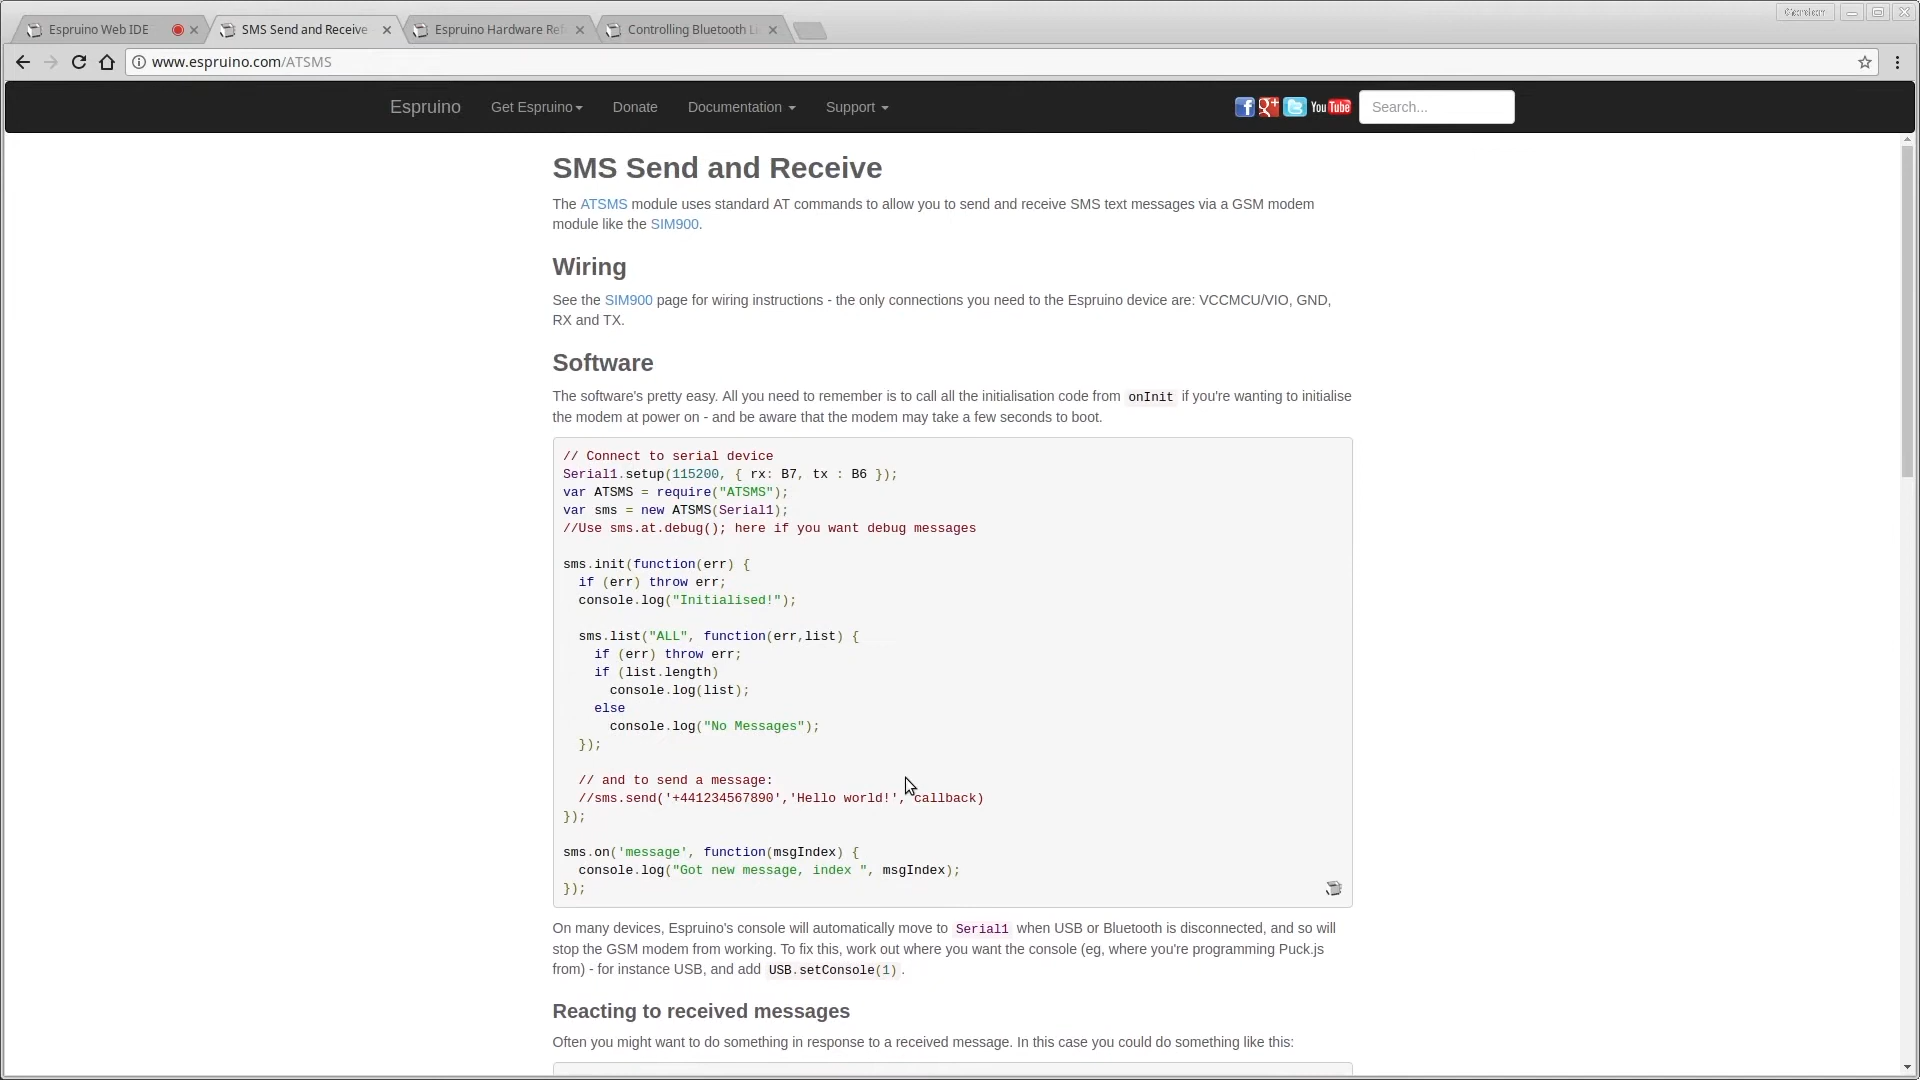 Espruino Web IDE
SMS Send and Receive
Espruino Hardware Ref
Controlling Bluetooth Li
www.espruino.com/ATSMS
Espruino
Get Espruino
Donate
Documentation
Support
You Tube
Search...
SMS Send and Receive
The ATSMS module uses standard AT commands to allow you to send and receive SMS text messages via a GSM modem
module like the SIM900.
Wiring
See the SIM900 page for wiring instructions - the only connections you need to the Espruino device are: VCCMCU/VIO, GND,
RX and TX.
Software
The software's pretty easy. All you need to remember is to call all the initialisation code from onInit if you're wanting to initialise
the modem at power on - and be aware that the modem may take a few seconds to boot.
// Connect to serial device
Serial1.setup(115200, { rx: B7, tx : B6 });
var ATSMS = require("ATSMS");
var sms = new ATSMS(Serial1);
//Use sms.at.debug(); here if you want debug messages
sms.init(function(err) {
  if (err) throw err;
  console.log("Initialised!");
  sms.list("ALL", function(err,list) {
    if (err) throw err;
    if (list.length)
      console.log(list);
    else
      console.log("No Messages");
  });
  // and to send a message:
  //sms.send('+441234567890','Hello world!', callback)
});
sms.on('message', function(msgIndex) {
  console.log("Got new message, index ", msgIndex);
});
On many devices, Espruino's console will automatically move to Serial1 when USB or Bluetooth is disconnected, and so will
stop the GSM modem from working. To fix this, work out where you want the console (eg, where you're programming Puck.js
from) - for instance USB, and add USB.setConsole(1).
Reacting to received messages
Often you might want to do something in response to a received message. In this case you could do something like this: